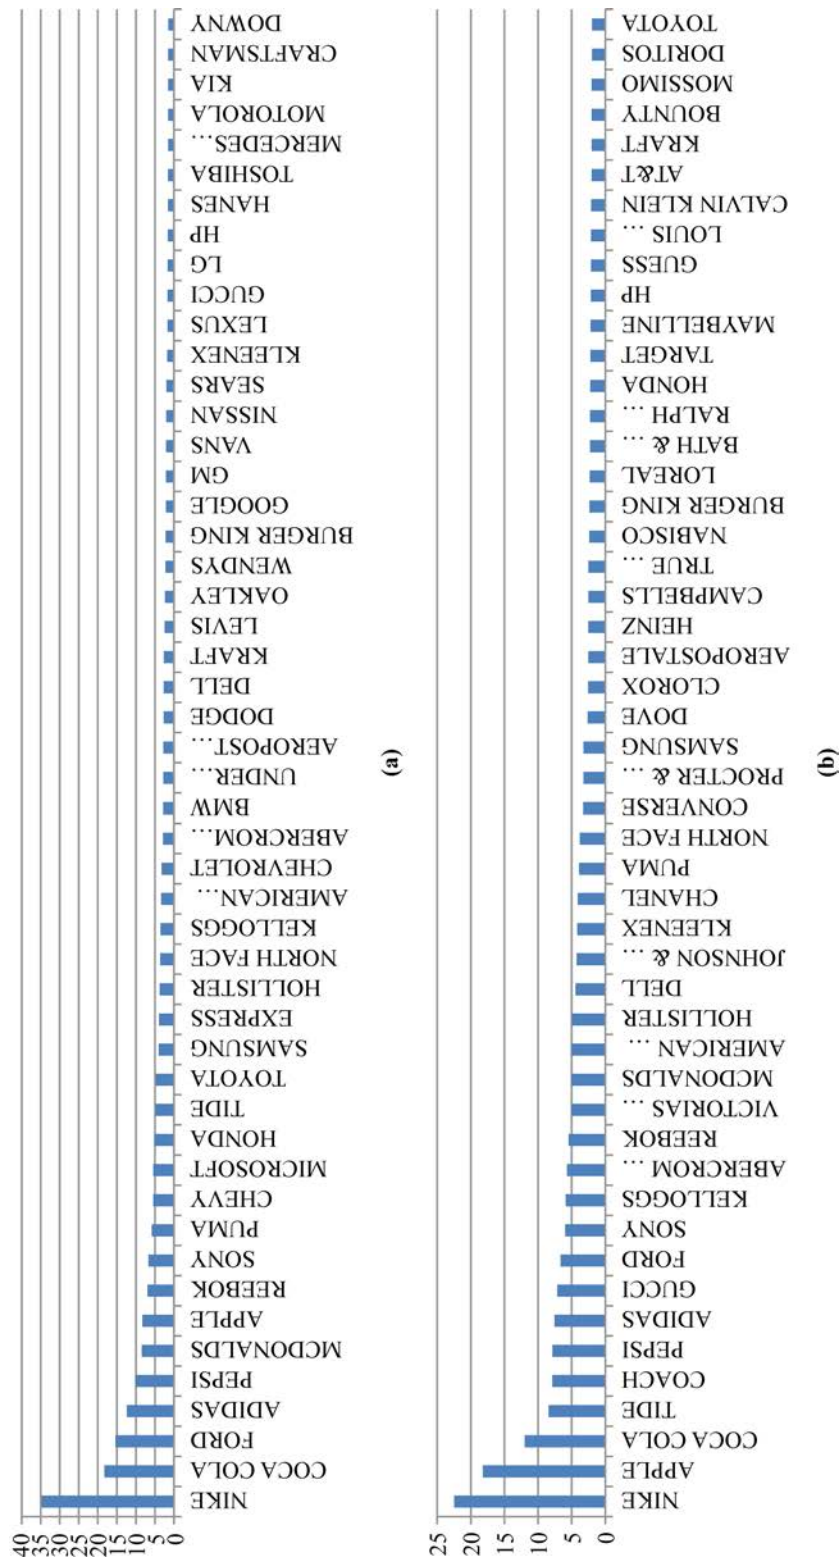 40
35
30
25
20
15
10
5
0
NIKE
COCA COLA
FORD
ADIDAS
PEPSI
MCDONALDS
APPLE
REEBOK
SONY
PUMA
CHEVY
MICROSOFT
HONDA
TIDE
TOYOTA
SAMSUNG
EXPRESS
HOLLISTER
NORTH FACE
KELLOGGS
AMERICAN…
CHEVROLET
ABERCROM…
BMW
UNDER…
AEROPOST…
DODGE
DELL
KRAFT
LEVIS
OAKLEY
WENDYS
BURGER KING
GOOGLE
GM
VANS
NISSAN
SEARS
KLEENEX
LEXUS
GUCCI
LG
HP
HANES
TOSHIBA
MERCEDES…
MOTOROLA
KIA
CRAFTSMAN
DOWNY
(a)
25
20
15
10
5
0
NIKE
APPLE
COCA COLA
TIDE
COACH
PEPSI
ADIDAS
GUCCI
FORD
SONY
KELLOGGS
ABERCROM …
REEBOK
VICTORIAS …
MCDONALDS
AMERICAN …
HOLLISTER
DELL
JOHNSON & …
KLEENEX
CHANEL
PUMA
NORTH FACE
CONVERSE
PROCTER & …
SAMSUNG
DOVE
CLOROX
AEROPOSTALE
HEINZ
CAMPBELLS
TRUE …
NABISCO
BURGER KING
LOREAL
BATH & …
RALPH …
HONDA
TARGET
MAYBELLINE
HP
GUESS
LOUIS …
CALVIN KLEIN
AT&T
KRAFT
BOUNTY
MOSSIMO
DORITOS
TOYOTA
(b)